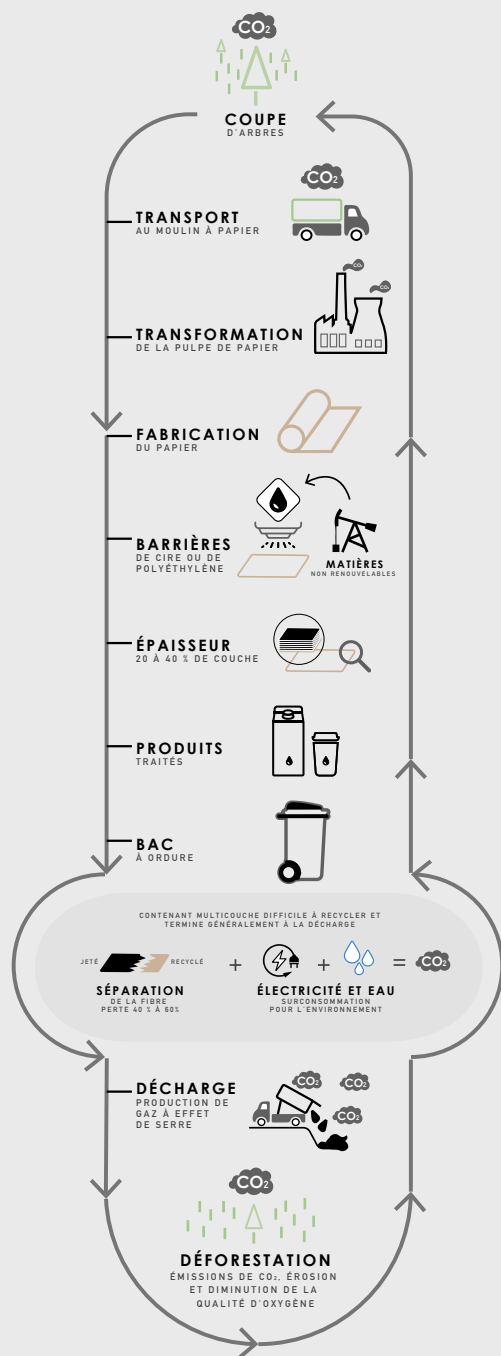 CO₂
COUPE
D'ARBRES
CO₂
TRANSPORT
AU MOULIN À PAPIER
CO₂
CO₂
TRANSFORMATION
DE LA PULPE DE PAPIER
FABRICATION
DU PAPIER
BARRIÈRES
DE CIRE OU DE
POLYÉTHYLÈNE
MATIÈRES
NON RENOUVELABLES
ÉPAISSEUR
20 À 40 % DE COUCHE
PRODUITS
TRAITÉS
BAC
À ORDURE
CONTENANT MULTICOUCHE DIFFICILE À RECYCLER ET
TERMINE GÉNÉRALEMENT À LA DÉCHARGE
JETÉ RECYCLÉ + + = CO₂
SÉPARATION
DE LA FIBRE
PERTE 40 % À 60%
ÉLECTRICITÉ ET EAU
SURCONSOMMATION
POUR L'ENVIRONNEMENT
DÉCHARGE
PRODUCTION DE
GAZ À EFFET
DE SERRE
CO₂
CO₂
CO₂
CO₂
DÉFORESTATION
ÉMISSIONS DE CO₂, ÉROSION
ET DIMINUTION DE LA
QUALITÉ D'OXYGÈNE